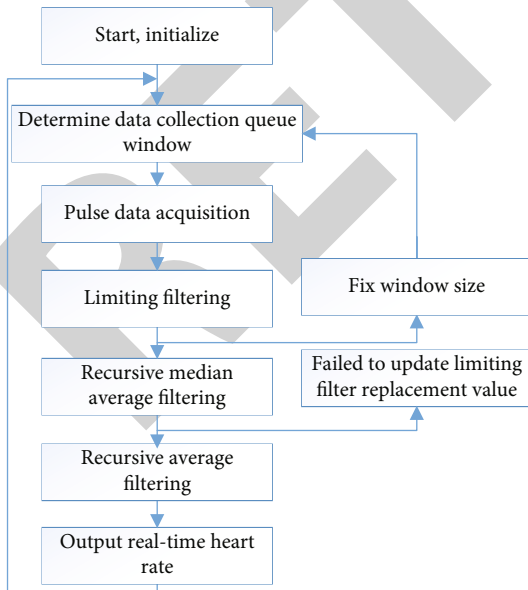 Start, initialize
Determine data collection queue
window
Pulse data acquisition
Limiting filtering
Fix window size
Recursive median
average filtering
Failed to update limiting
filter replacement value
Recursive average
filtering
Output real-time heart
rate